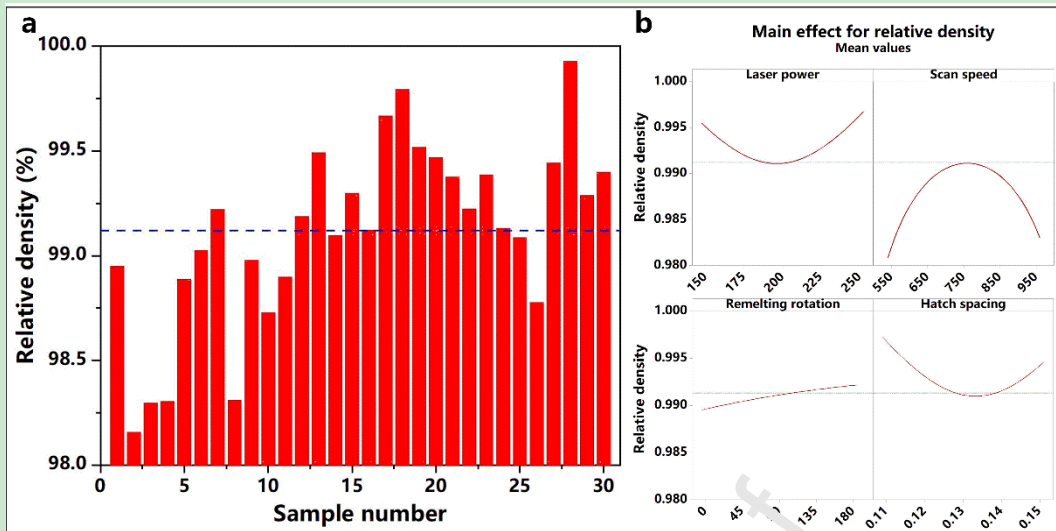 a
100.0
99.5
99.0
98.5
98.0
Relative density (%)
0 5 10 15 20 25 30
Sample number
b
Main effect for relative density
Mean values
Laser power Scan speed
1.000
0.995
0.990
0.985
0.980
Relative density
150 175 200 225 250 550 650 750 850 950
Remelting rotation Hatch spacing
1.000
0.995
0.990
0.985
0.980
Relative density
0 45 135 180 0.11 0.12 0.13 0.14 0.15